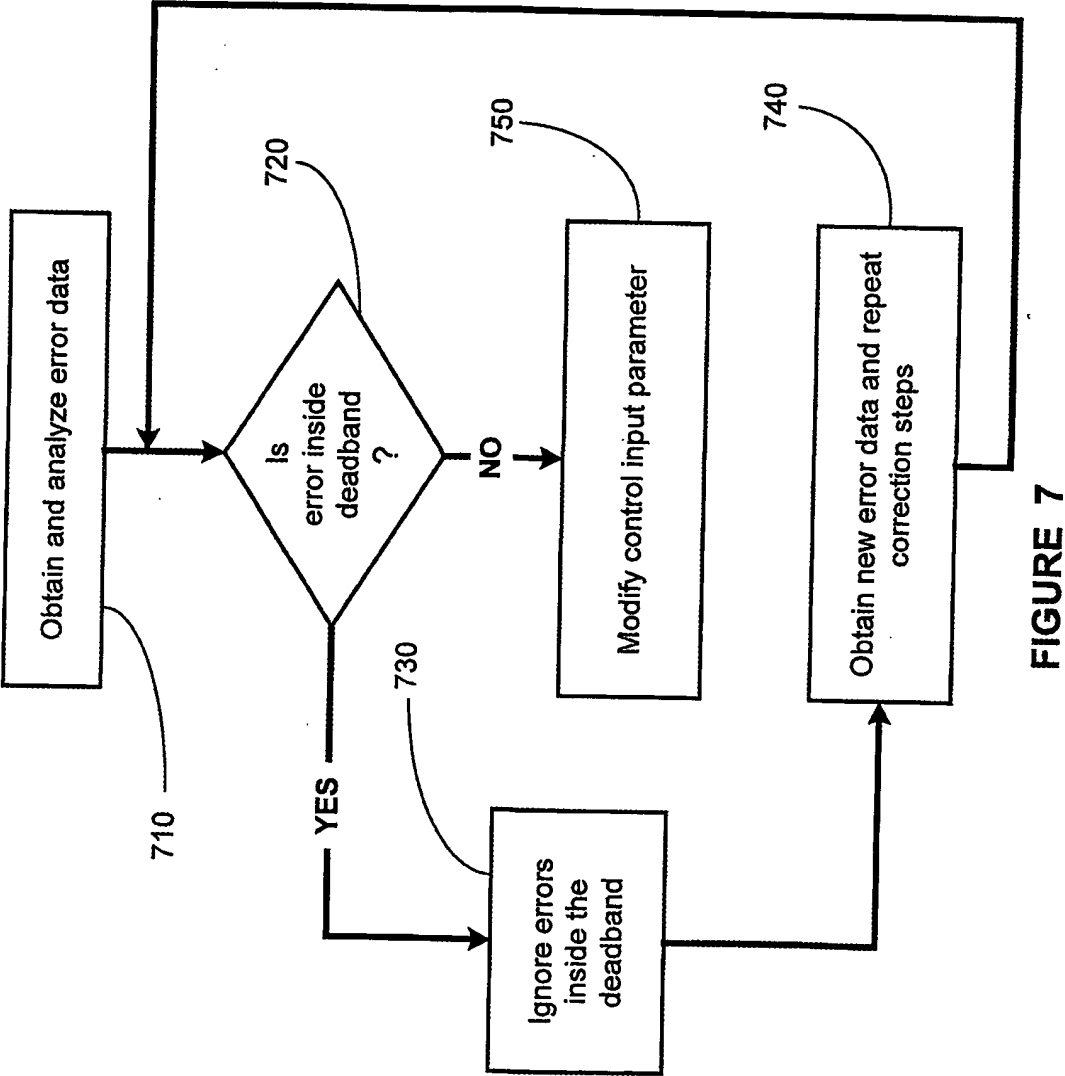 Obtain and analyze error data
710
720
Is
error inside
deadband
?
YES
NO
730
Ignore errors
inside the
deadband
750
Modify control input parameter
740
Obtain new error data and repeat
correction steps
FIGURE 7